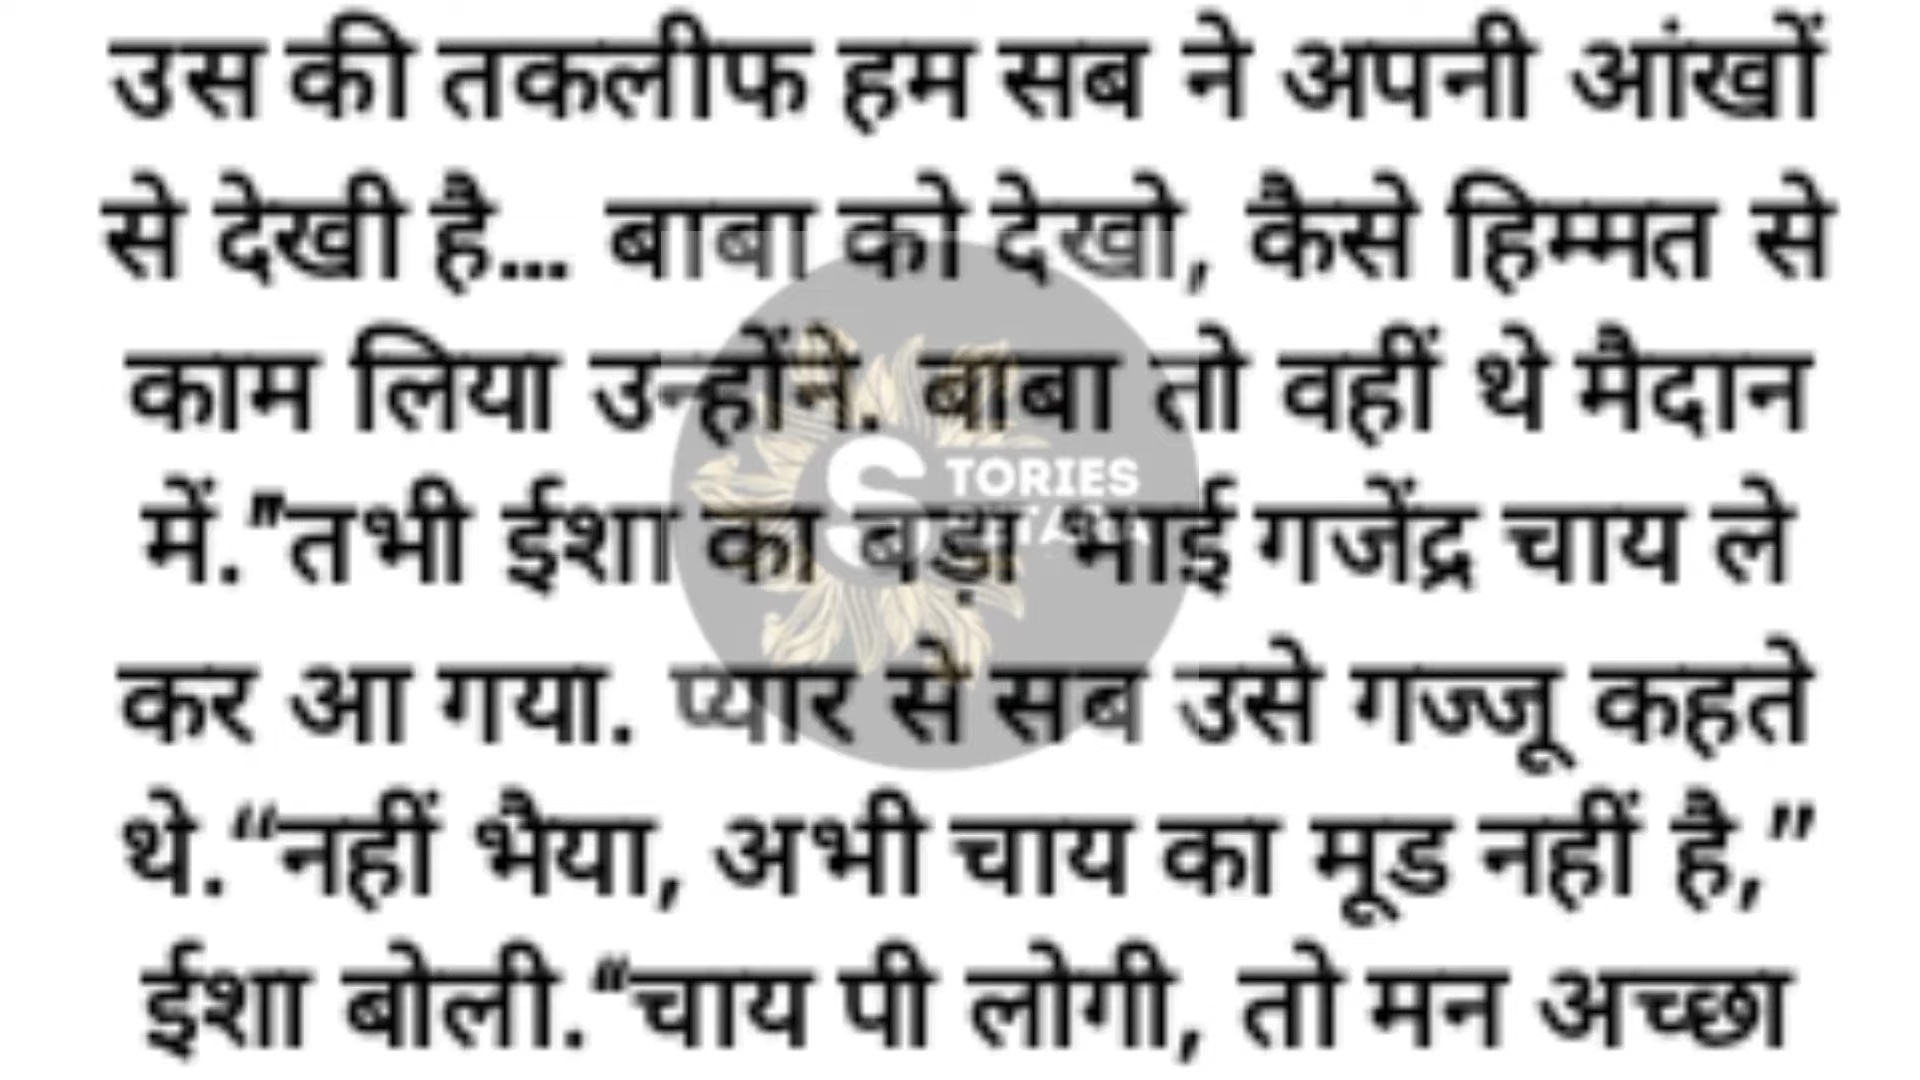 उस की तकलीफ हम सब ने अपनी आंखों
से देखी है... बाबा को देखो, कैसे हिम्मत से
काम लिया उन्होंने. बाबा तो वहीं थे मैदान
में."तभी ईशा का बड़ा भाई गजेंद्र चाय ले
कर आ गया. प्यार से सब उसे गज्जू कहते
थे.“नहीं भैया, अभी चाय का मूड नहीं है,”
ईशा बोली.“चाय पी लोगी, तो मन अच्छा
STORIES